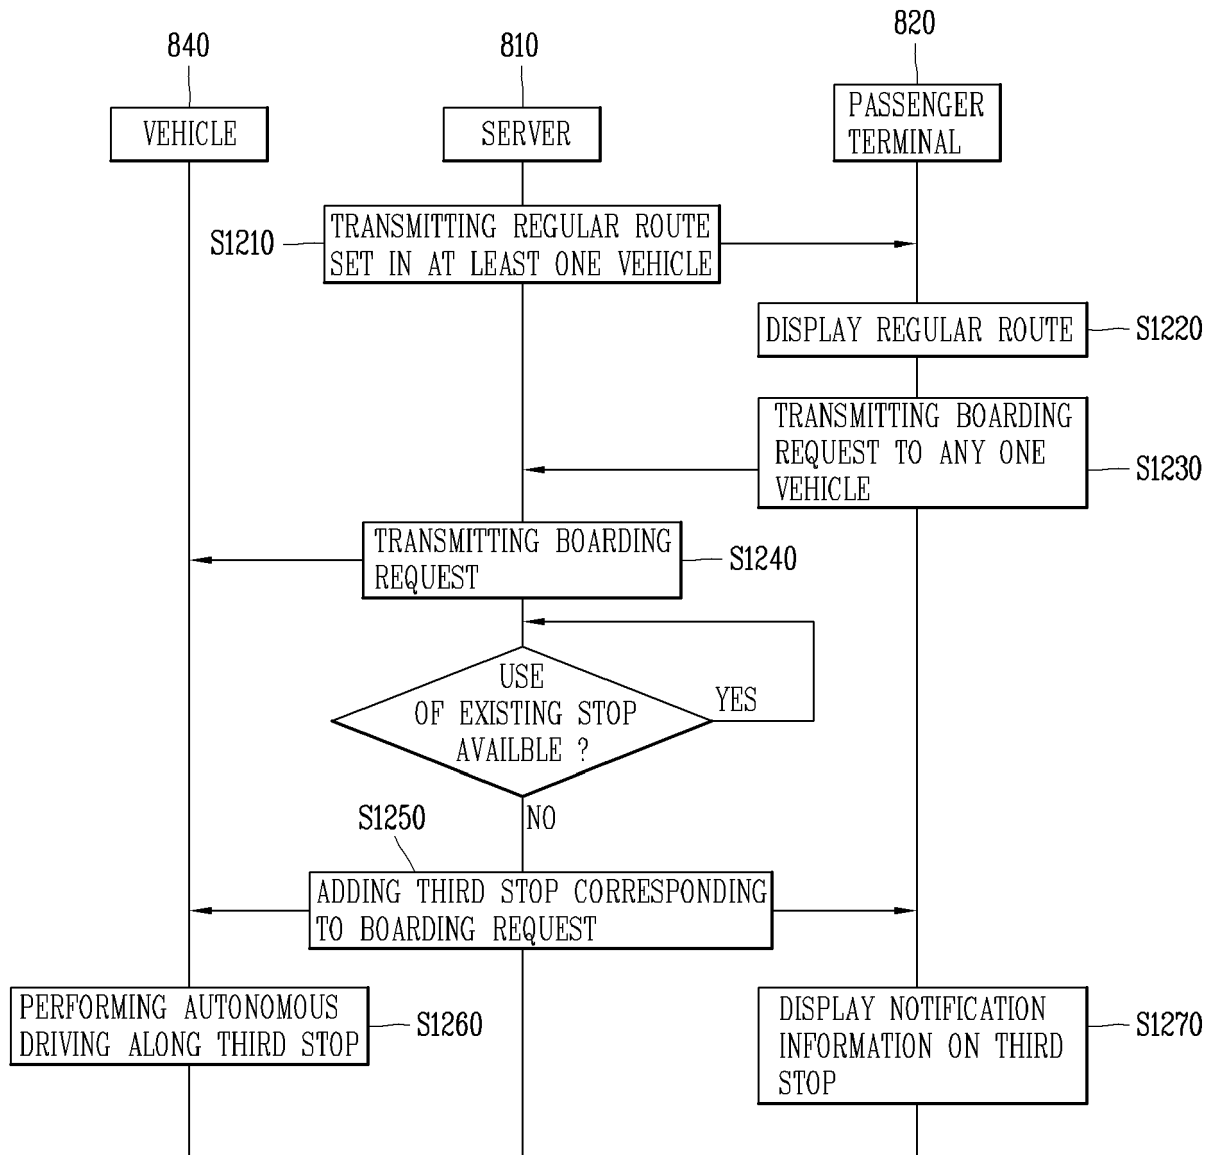 840
810
820
VEHICLE
SERVER
PASSENGER
TERMINAL
S1210
TRANSMITTING REGULAR ROUTE
SET IN AT LEAST ONE VEHICLE
DISPLAY REGULAR ROUTE
S1220
TRANSMITTING BOARDING
REQUEST TO ANY ONE
VEHICLE
S1230
TRANSMITTING BOARDING
REQUEST
S1240
USE
OF EXISTING STOP
AVAILBLE ?
YES
NO
S1250
ADDING THIRD STOP CORRESPONDING
TO BOARDING REQUEST
PERFORMING AUTONOMOUS
DRIVING ALONG THIRD STOP
S1260
DISPLAY NOTIFICATION
INFORMATION ON THIRD
STOP
S1270